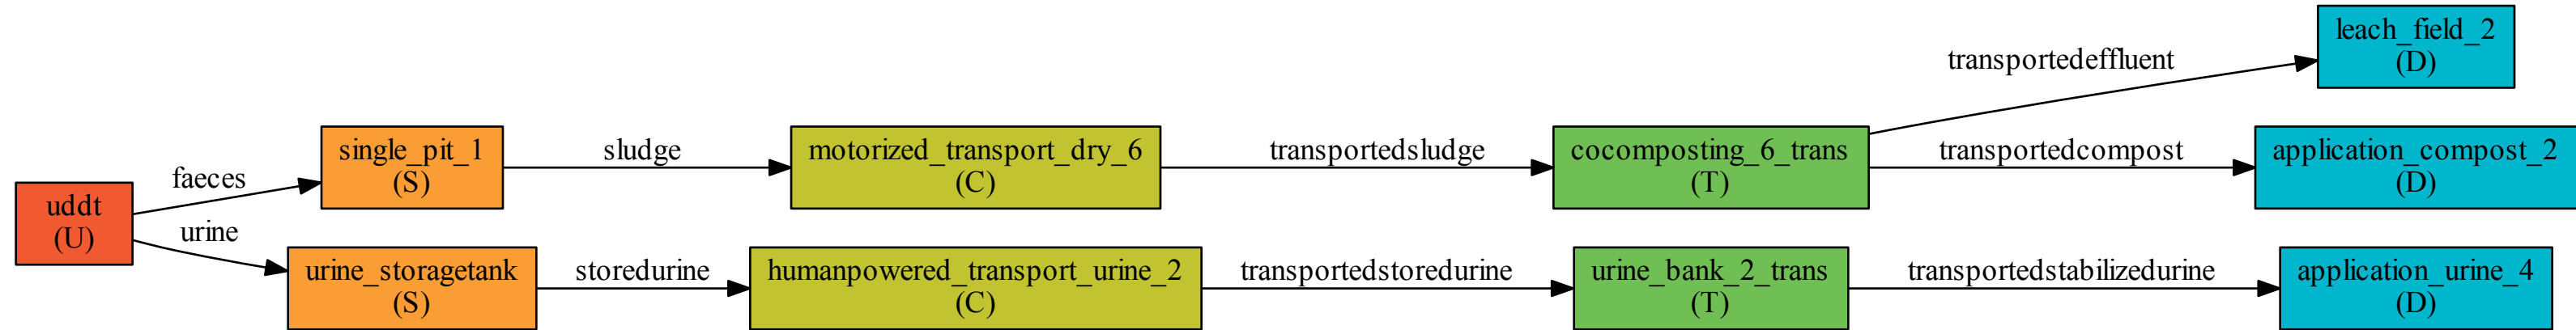 uddt
(U)
faeces
urine
single_pit_1
(S)
urine_storagetank
(S)
sludge
storedurine
motorized_transport_dry_6
(C)
humanpowered_transport_urine_2
(C)
transportedsludge
transportedstoredurine
cocomposting_6_trans
(T)
urine_bank_2_trans
(T)
transportedeffluent
transportedcompost
transportedstabilizedurine
leach_field_2
(D)
application_compost_2
(D)
application_urine_4
(D)